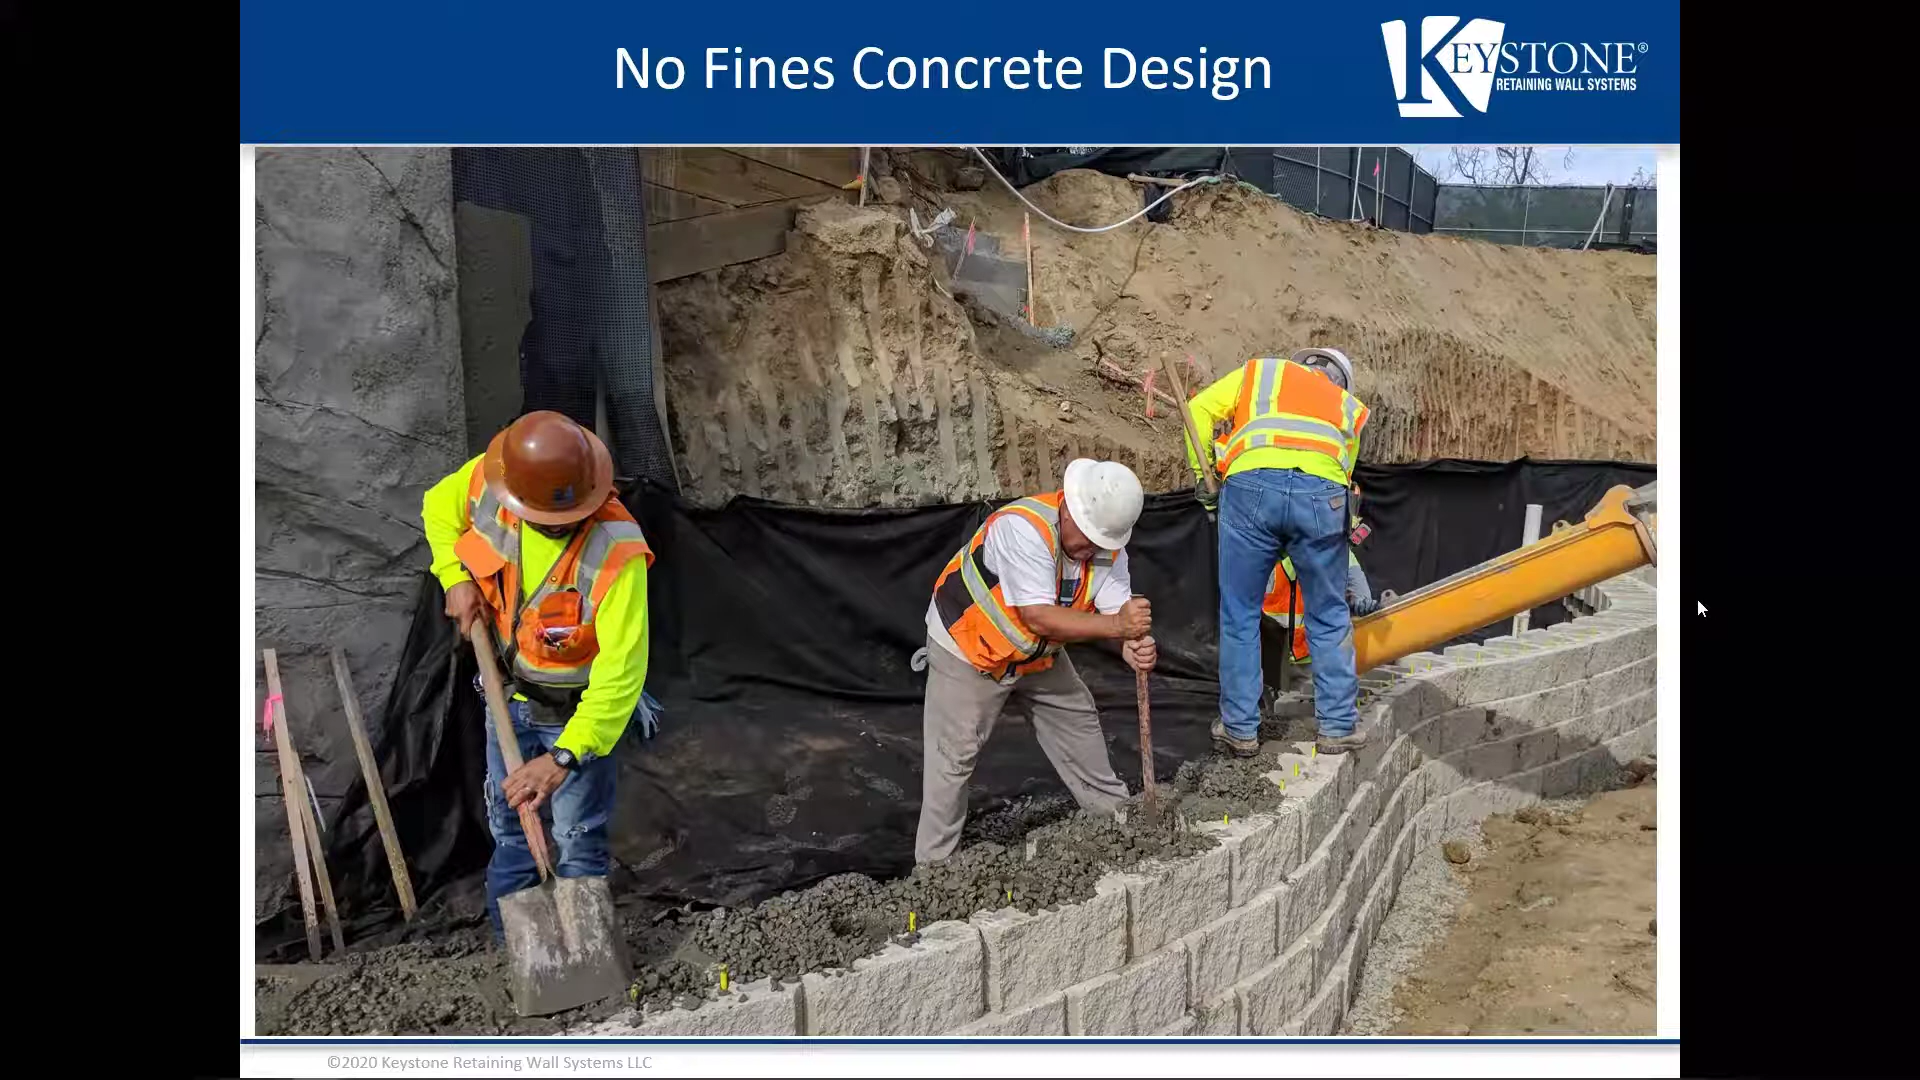 No Fines Concrete Design
KEYSTONE®
RETAINING WALL SYSTEMS
©2020 Keystone Retaining Wall Systems LLC